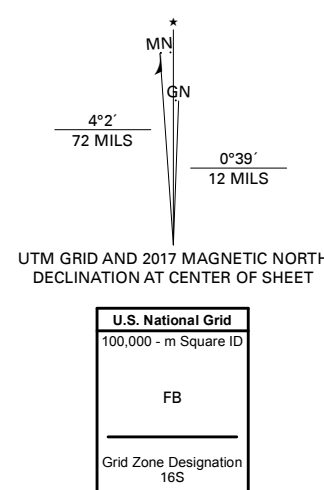 ★
MN
GN
4°2´
72 MILS
0°39´
12 MILS
UTM GRID AND 2017 MAGNETIC NORTH
DECLINATION AT CENTER OF SHEET
U.S. National Grid
100,000 - m Square ID
FB
Grid Zone Designation
16S